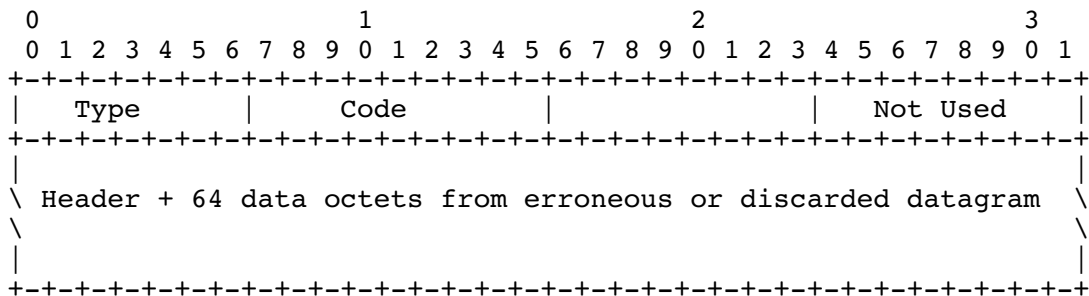 0                   1                   2                   3
 0 1 2 3 4 5 6 7 8 9 0 1 2 3 4 5 6 7 8 9 0 1 2 3 4 5 6 7 8 9 0 1
+-+-+-+-+-+-+-+-+-+-+-+-+-+-+-+-+-+-+-+-+-+-+-+-+-+-+-+-+-+-+-+-+
|   Type      |     Code        |               |   Not Used    |
+-+-+-+-+-+-+-+-+-+-+-+-+-+-+-+-+-+-+-+-+-+-+-+-+-+-+-+-+-+-+-+-+
|                                                               |
\ Header + 64 data octets from erroneous or discarded datagram  \
\                                                               \
|                                                               |
+-+-+-+-+-+-+-+-+-+-+-+-+-+-+-+-+-+-+-+-+-+-+-+-+-+-+-+-+-+-+-+-+